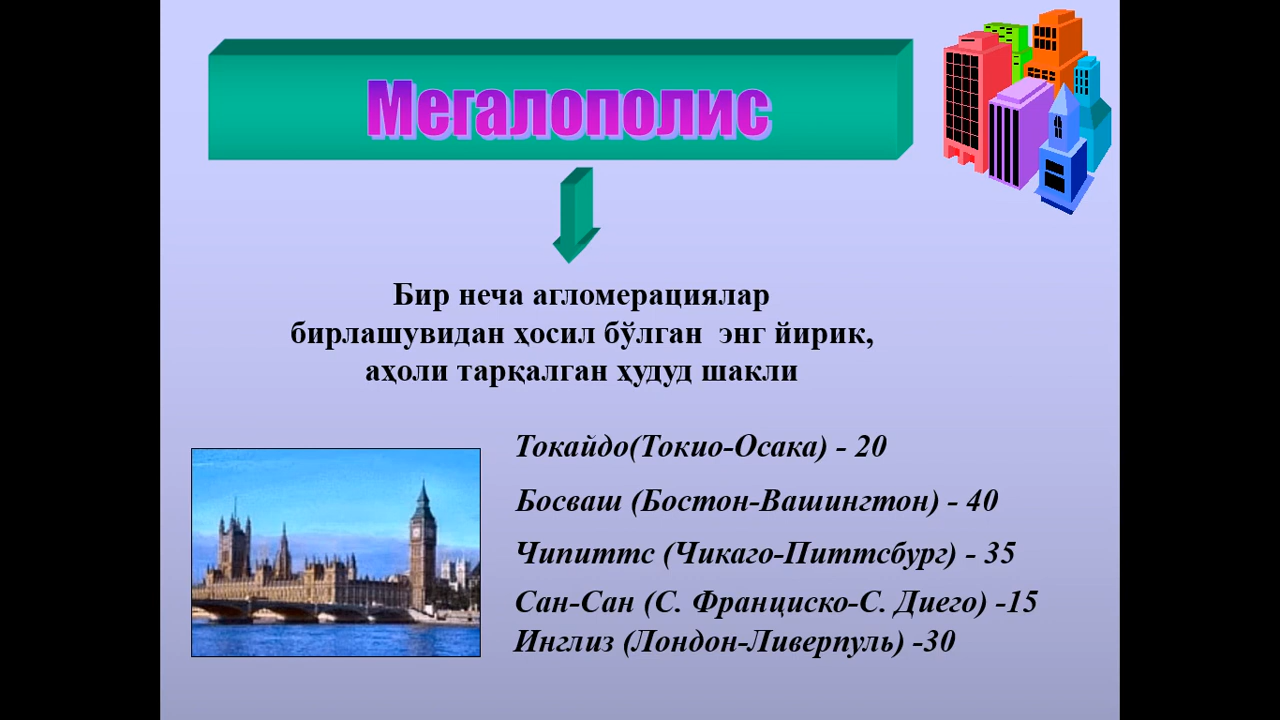 Мегалополис
Бир неча агломерациялар
бирлашувидан ҳосил бўлган энг йирик,
аҳоли тарқалган ҳудуд шакли
Токайдо(Токио-Осака) - 20
Босваш (Бостон-Вашингтон) - 40
Чипиттс (Чикаго-Питтсбург) - 35
Сан-Сан (С. Франциско-С. Диего) -15
Инглиз (Лондон-Ливерпуль) -30